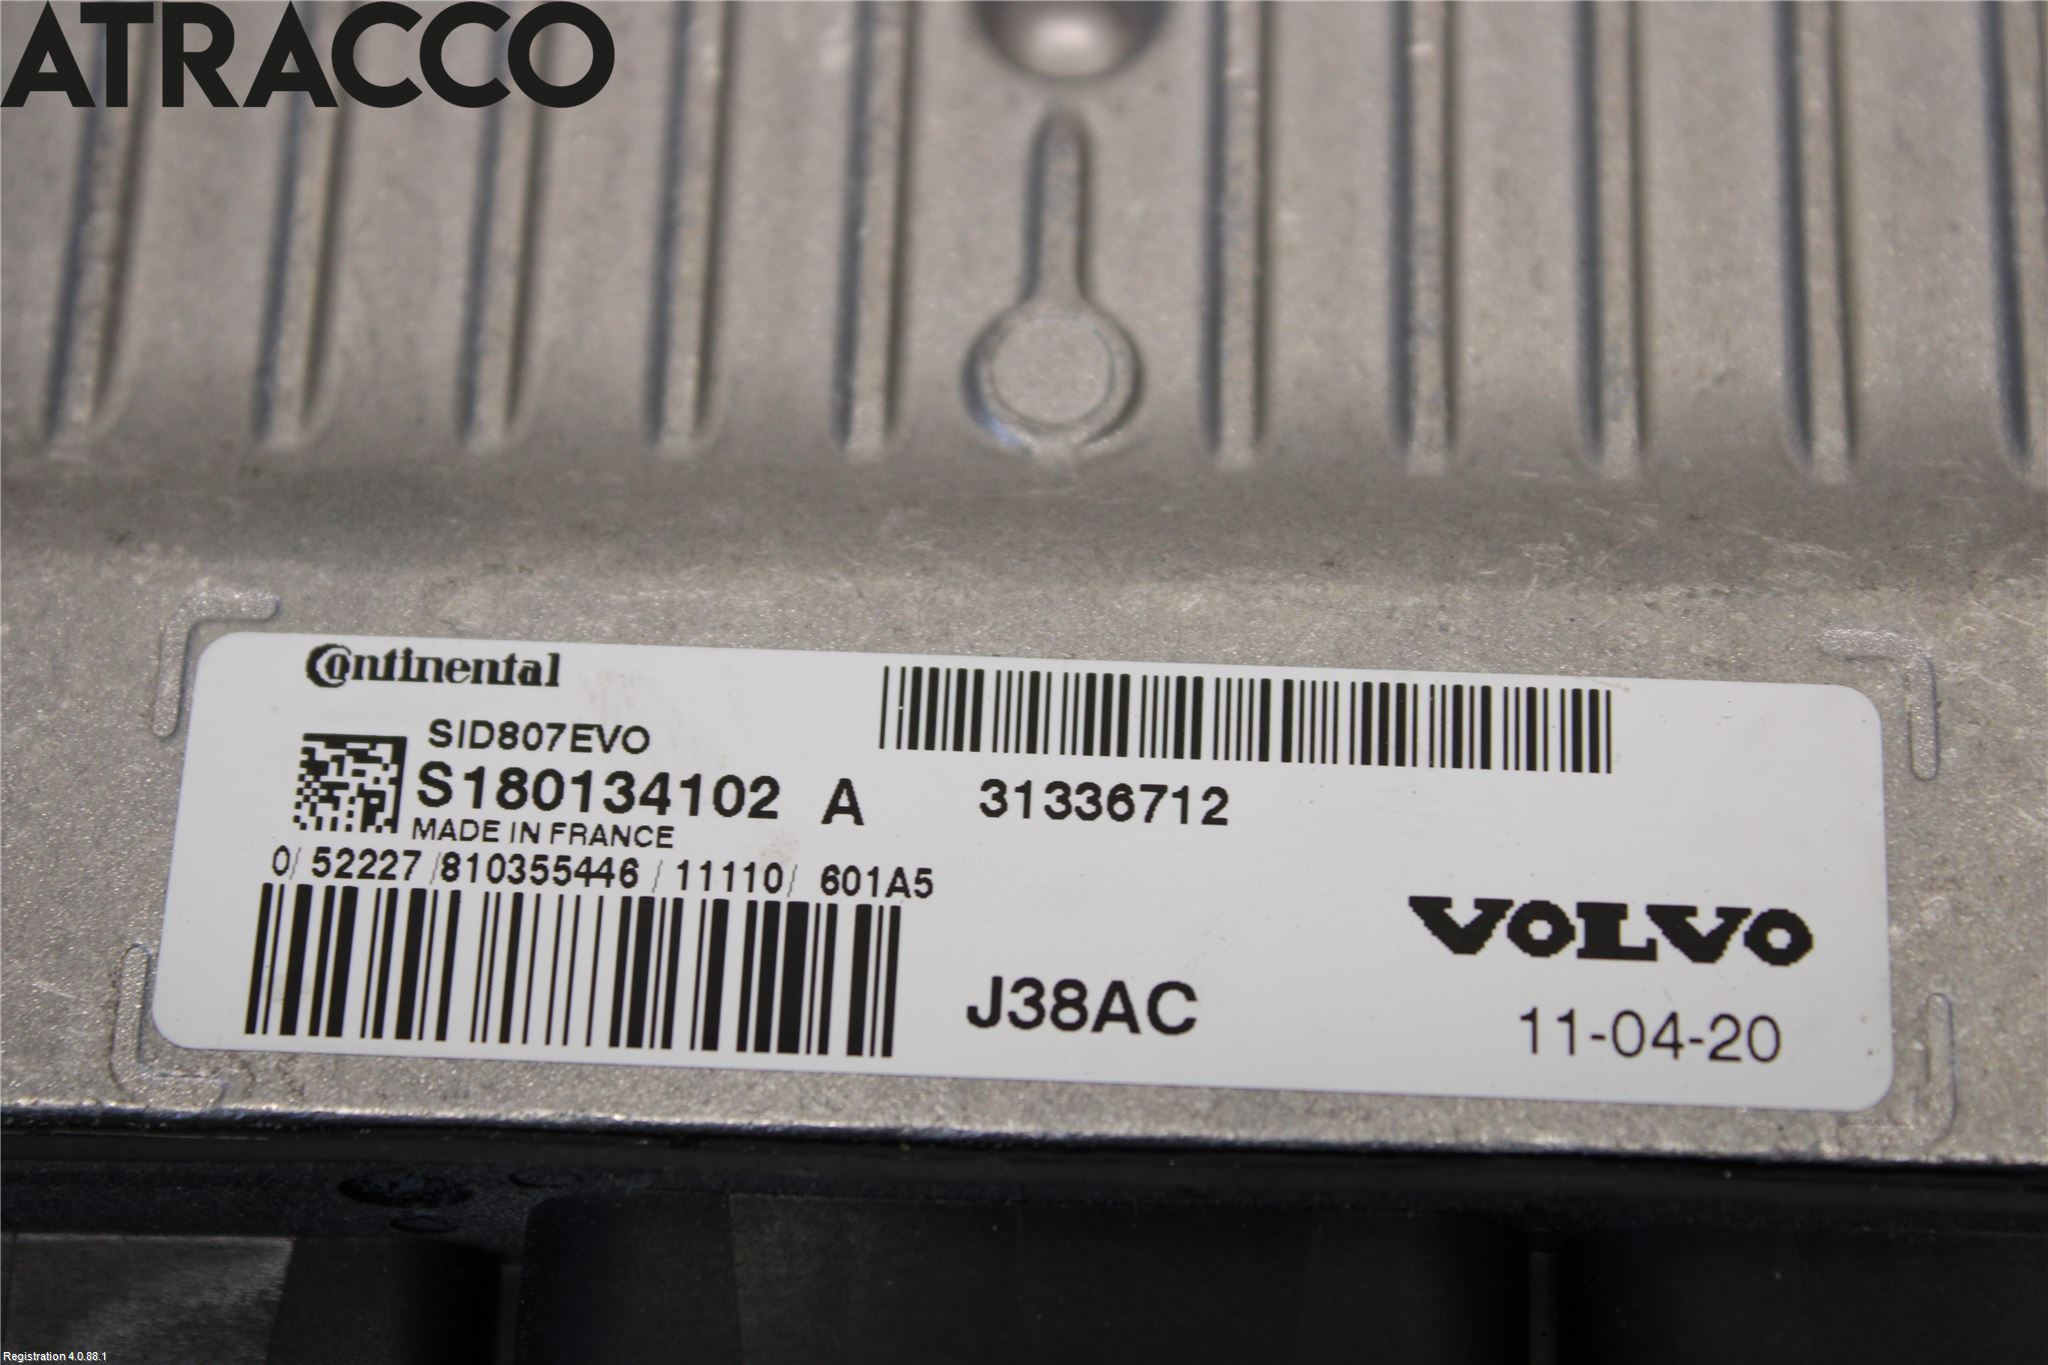 ATRACCO
Continental
SID807EVO
S180134102 A 31336712
MADE IN FRANCE
0/ 52227 /810355446 / 11110/ 601A5
VOLVO
J38AC
11-04-20
Registration 4.0.88.1